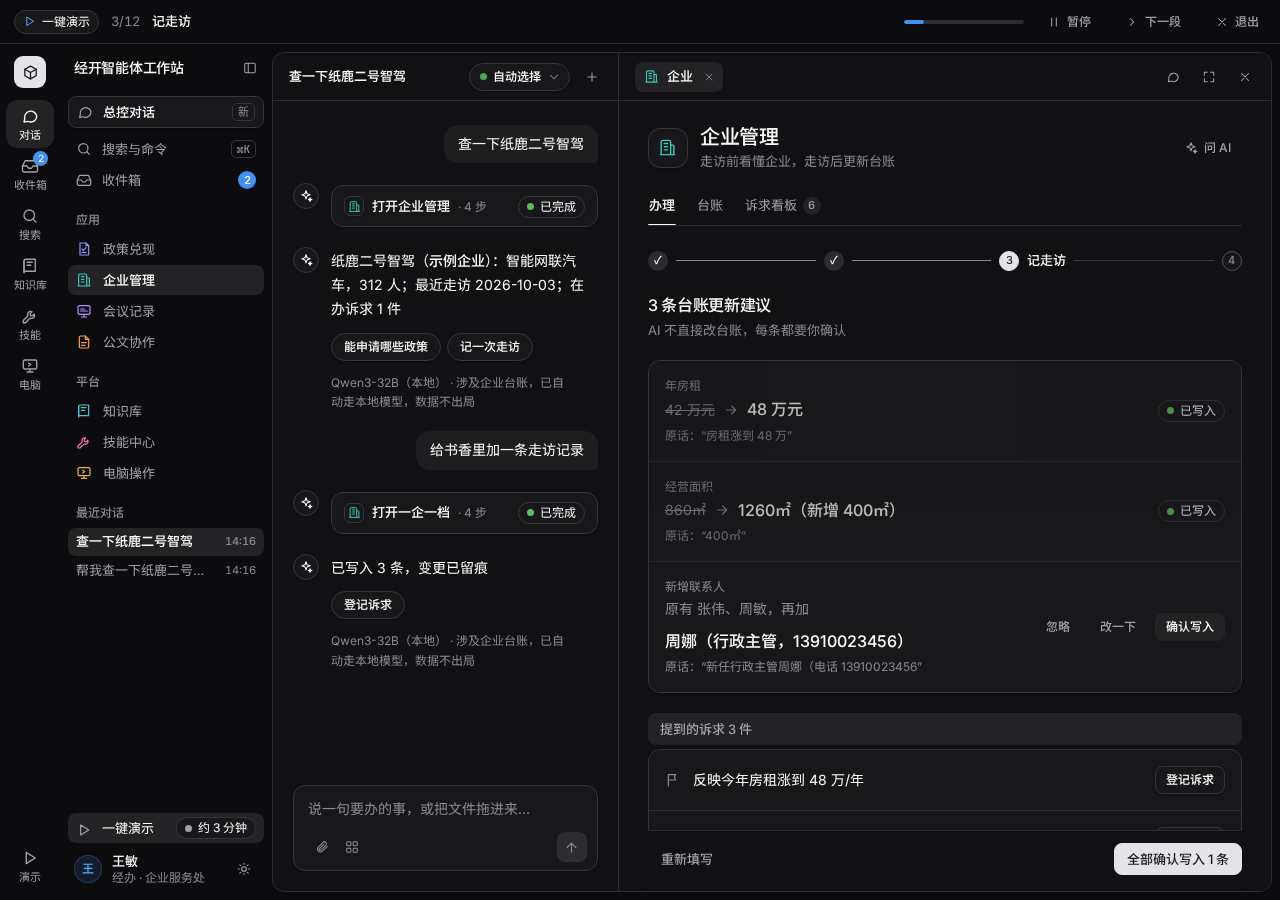 一键演示
3/12 记走访
暂停
下一段
退出
对话
2
收件箱
搜索
知识库
技能
电脑
演示
经开智能体工作站
总控对话 新
搜索与命令 ⌘K
收件箱 2
应用
政策兑现
企业管理
会议记录
公文协作
平台
知识库
技能中心
电脑操作
最近对话
查一下纸鹿二号智驾 14:16
帮我查一下纸鹿二号... 14:16
一键演示 约 3 分钟
王
王敏
经办 · 企业服务处
查一下纸鹿二号智驾
自动选择
查一下纸鹿二号智驾
打开企业管理 · 4 步 已完成
纸鹿二号智驾（示例企业）：智能网联汽
车，312 人；最近走访 2026-10-03；在
办诉求 1 件
能申请哪些政策 记一次走访
Qwen3-32B（本地） · 涉及企业台账，已自
动走本地模型，数据不出局
给书香里加一条走访记录
打开一企一档 · 4 步 已完成
已写入 3 条，变更已留痕
登记诉求
Qwen3-32B（本地） · 涉及企业台账，已自
动走本地模型，数据不出局
说一句要办的事，或把文件拖进来...
企业
企业管理
走访前看懂企业，走访后更新台账
问 AI
办理 台账 诉求看板 6
3 记走访 4
3 条台账更新建议
AI 不直接改台账，每条都要你确认
年房租
42 万元 → 48 万元
原话：“房租涨到 48 万”
已写入
经营面积
860㎡ → 1260㎡（新增 400㎡）
原话：“400㎡”
已写入
新增联系人
原有 张伟、周敏，再加
周娜（行政主管，13910023456）
原话：“新任行政主管周娜（电话 13910023456”
忽略 改一下 确认写入
提到的诉求 3 件
反映今年房租涨到 48 万/年 登记诉求
重新填写
全部确认写入 1 条